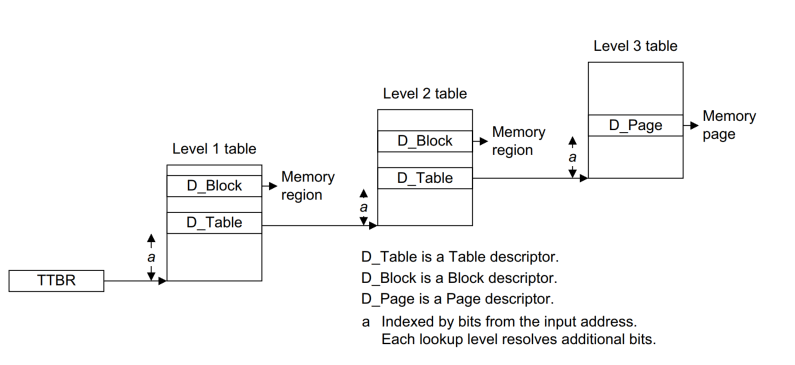 Level 3 table
Level 2 table
D_Page
Memory
page
a
Level 1 table
D_Block
Memory
region
D_Table
a
D_Block
Memory
region
D_Table
a
TTBR
D_Table is a Table descriptor.
D_Block is a Block descriptor.
D_Page is a Page descriptor.
a Indexed by bits from the input address.
Each lookup level resolves additional bits.